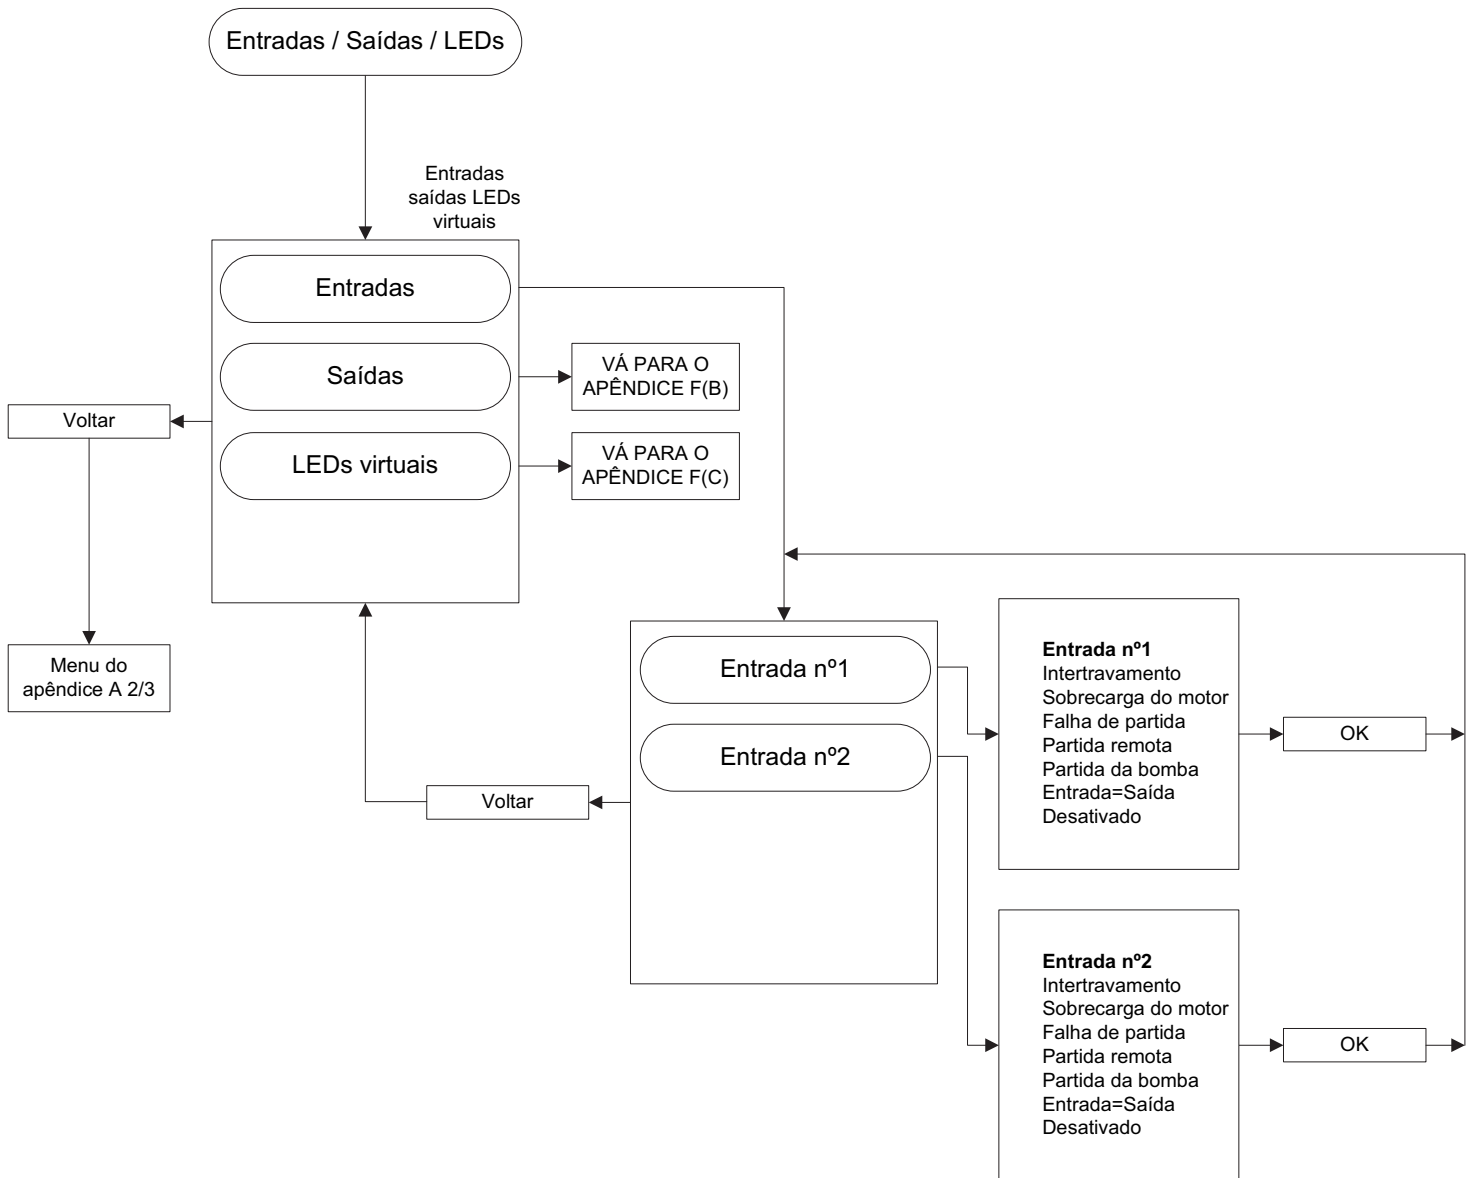 Entradas / Saídas / LEDs
Entradas
saídas LEDs
virtuais
Entradas
Saídas
LEDs virtuais
VÁ PARA O
APÊNDICE F(B)
VÁ PARA O
APÊNDICE F(C)
Voltar
Menu do
apêndice A 2/3
Entrada nº1
Entrada nº2
Voltar
Entrada nº1
Intertravamento
Sobrecarga do motor
Falha de partida
Partida remota
Partida da bomba
Entrada=Saída
Desativado
OK
Entrada nº2
Intertravamento
Sobrecarga do motor
Falha de partida
Partida remota
Partida da bomba
Entrada=Saída
Desativado
OK